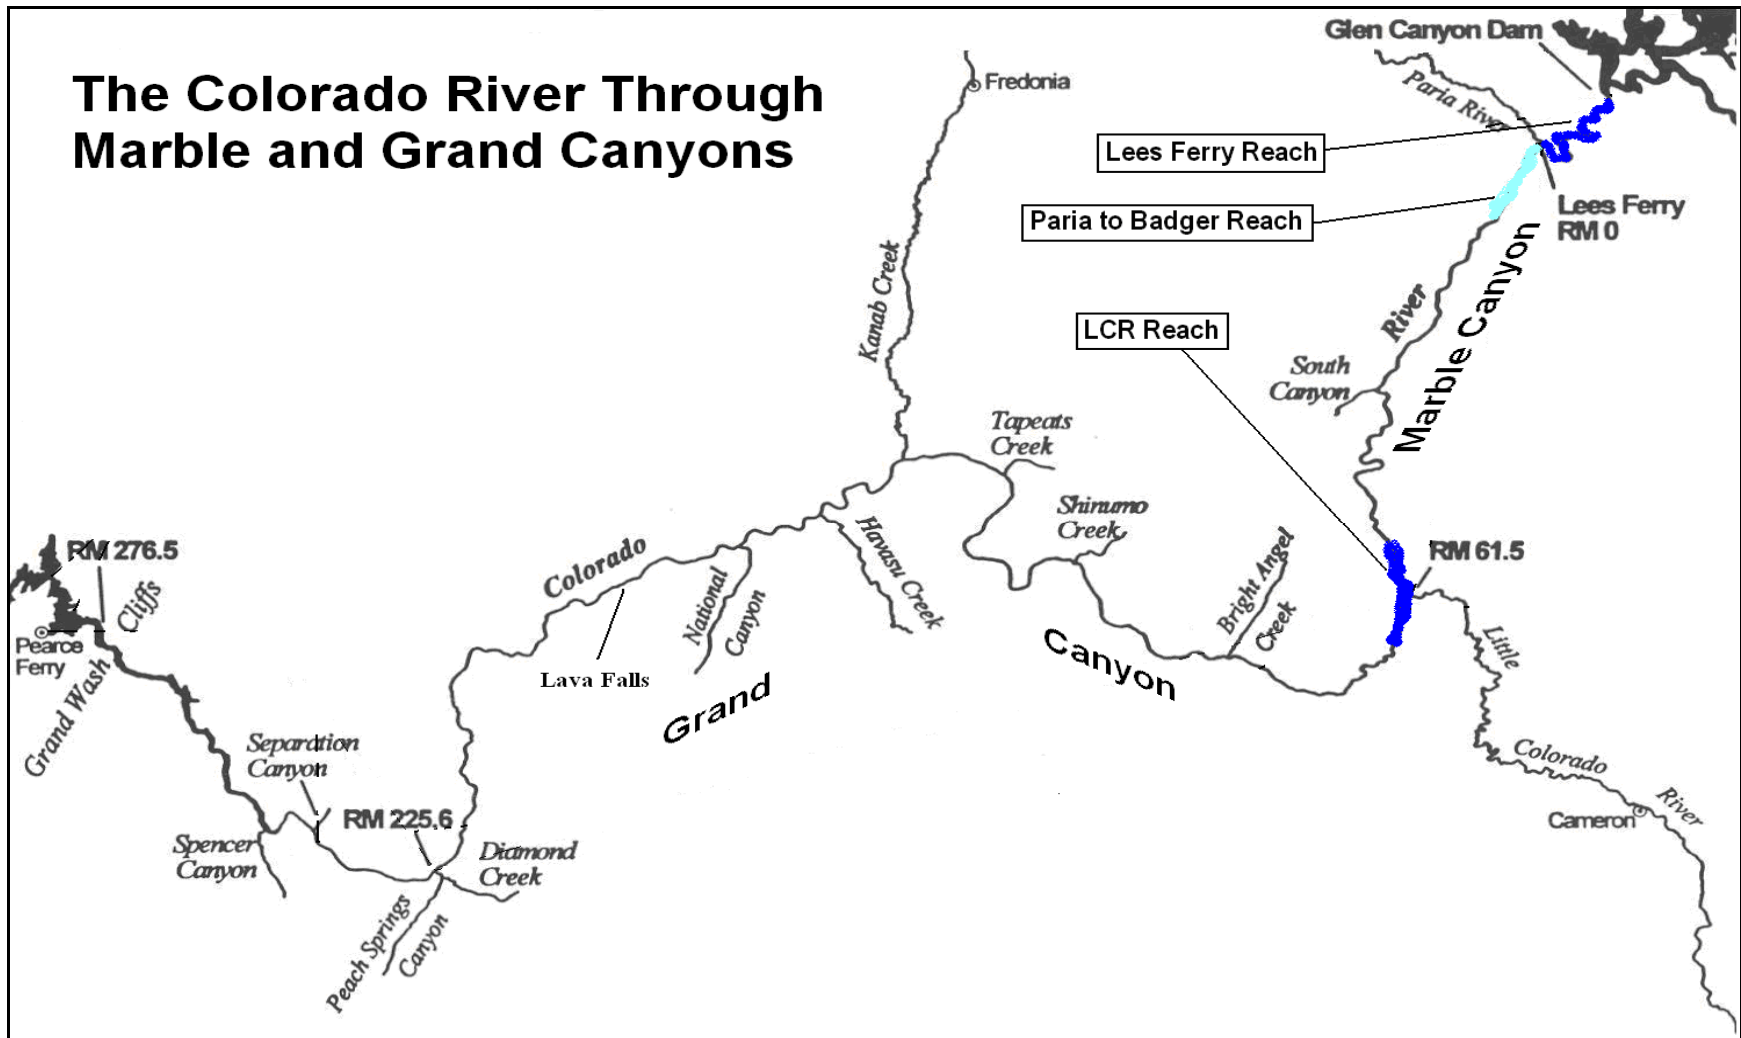 The Colorado River Through
Marble and Grand Canyons
Glen Canyon Dam
Fredonia
Paria River
Lees Ferry Reach
Paria to Badger Reach
Lees Ferry
RM 0
Marble Canyon
Kanab Creek
River
LCR Reach
South
Canyon
Tapeats
Creek
Shinumo
Creek
Havasu Creek
Bright Angel
Creek
RM 61.5
RM 276.5
Cliffs
Colorado
National
Canyon
Lava Falls
Pearce
Ferry
Grand Wash
Grand
Canyon
Little
Colorado
River
Cameron
Separation
Canyon
RM 225.6
Spencer
Canyon
Diamond
Creek
Peach Springs
Canyon